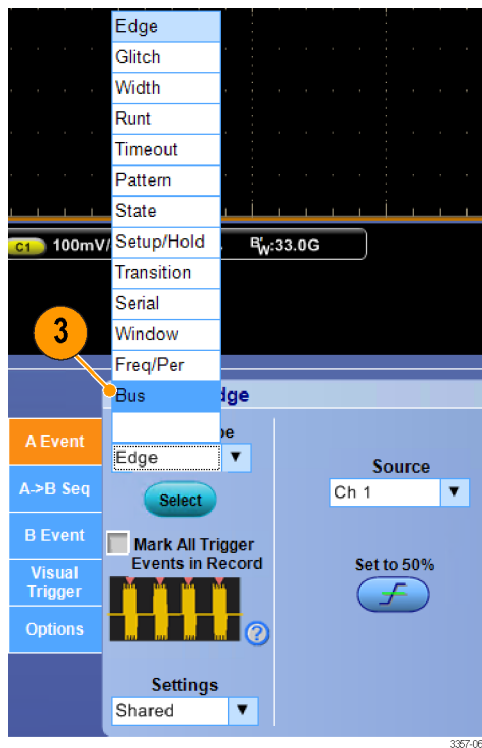 Edge
Glitch
Width
Runt
Timeout
Pattern
State
C1 100mV/ Setup/Hold BW:33.0G
Transition
Serial
Window
3
Freq/Per
Bus
A Event
Edge
Source
A->B Seq
Ch 1
Select
B Event
Mark All Trigger
Events in Record
Set to 50%
Visual
Trigger
Options
?
Settings
Shared
3357-06